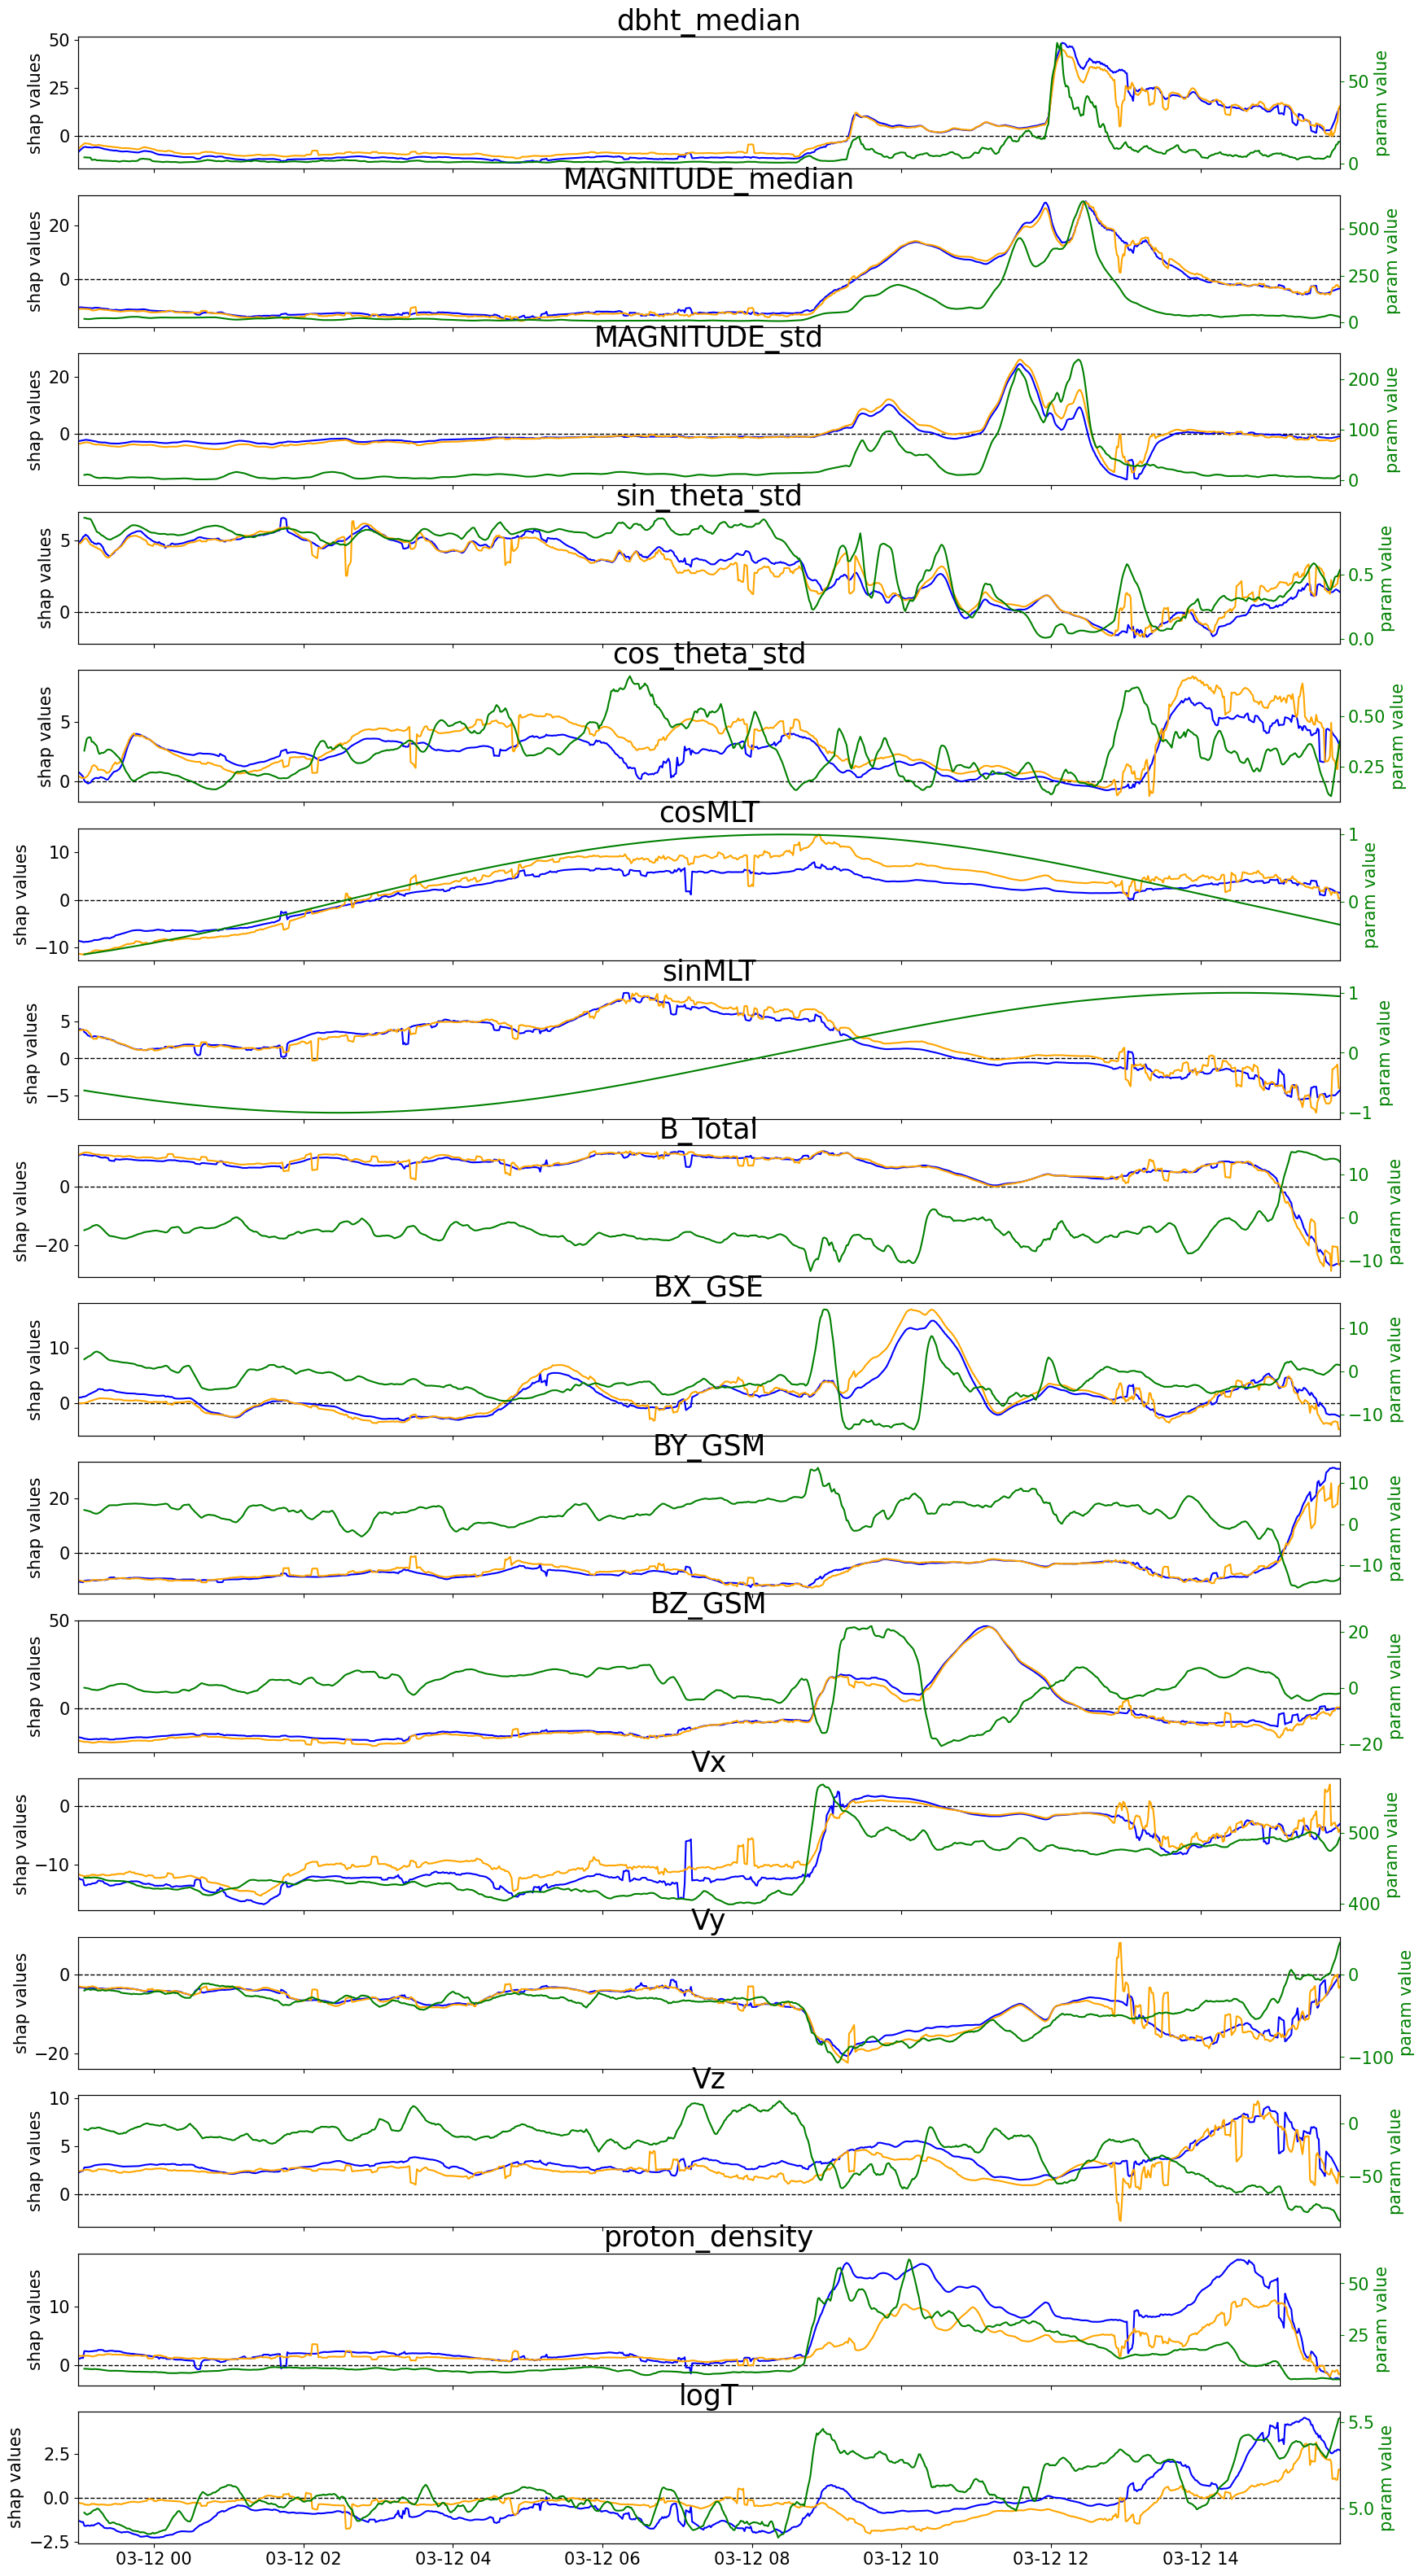 dbht_median
50
25
0
shap values
50
0
param value
MAGNITUDE_median
20
0
shap values
500
250
0
param value
MAGNITUDE_std
20
0
shap values
200
100
0
param value
sin_theta_std
5
0
shap values
0.5
0.0
param value
cos_theta_std
5
0
shap values
0.50
0.25
param value
cosMLT
10
0
−10
shap values
1
0
param value
sinMLT
5
0
−5
shap values
1
0
−1
param value
B_Total
0
−20
shap values
10
0
−10
param value
BX_GSE
10
0
shap values
10
0
−10
param value
BY_GSM
20
0
shap values
10
0
−10
param value
BZ_GSM
50
0
shap values
20
0
−20
param value
Vx
0
−10
shap values
500
400
param value
Vy
0
−20
shap values
0
−100
param value
Vz
10
5
0
shap values
0
−50
param value
proton_density
10
0
shap values
50
25
param value
logT
2.5
0.0
−2.5
shap values
5.5
5.0
param value
03-12 00 03-12 02 03-12 04 03-12 06 03-12 08 03-12 10 03-12 12 03-12 14